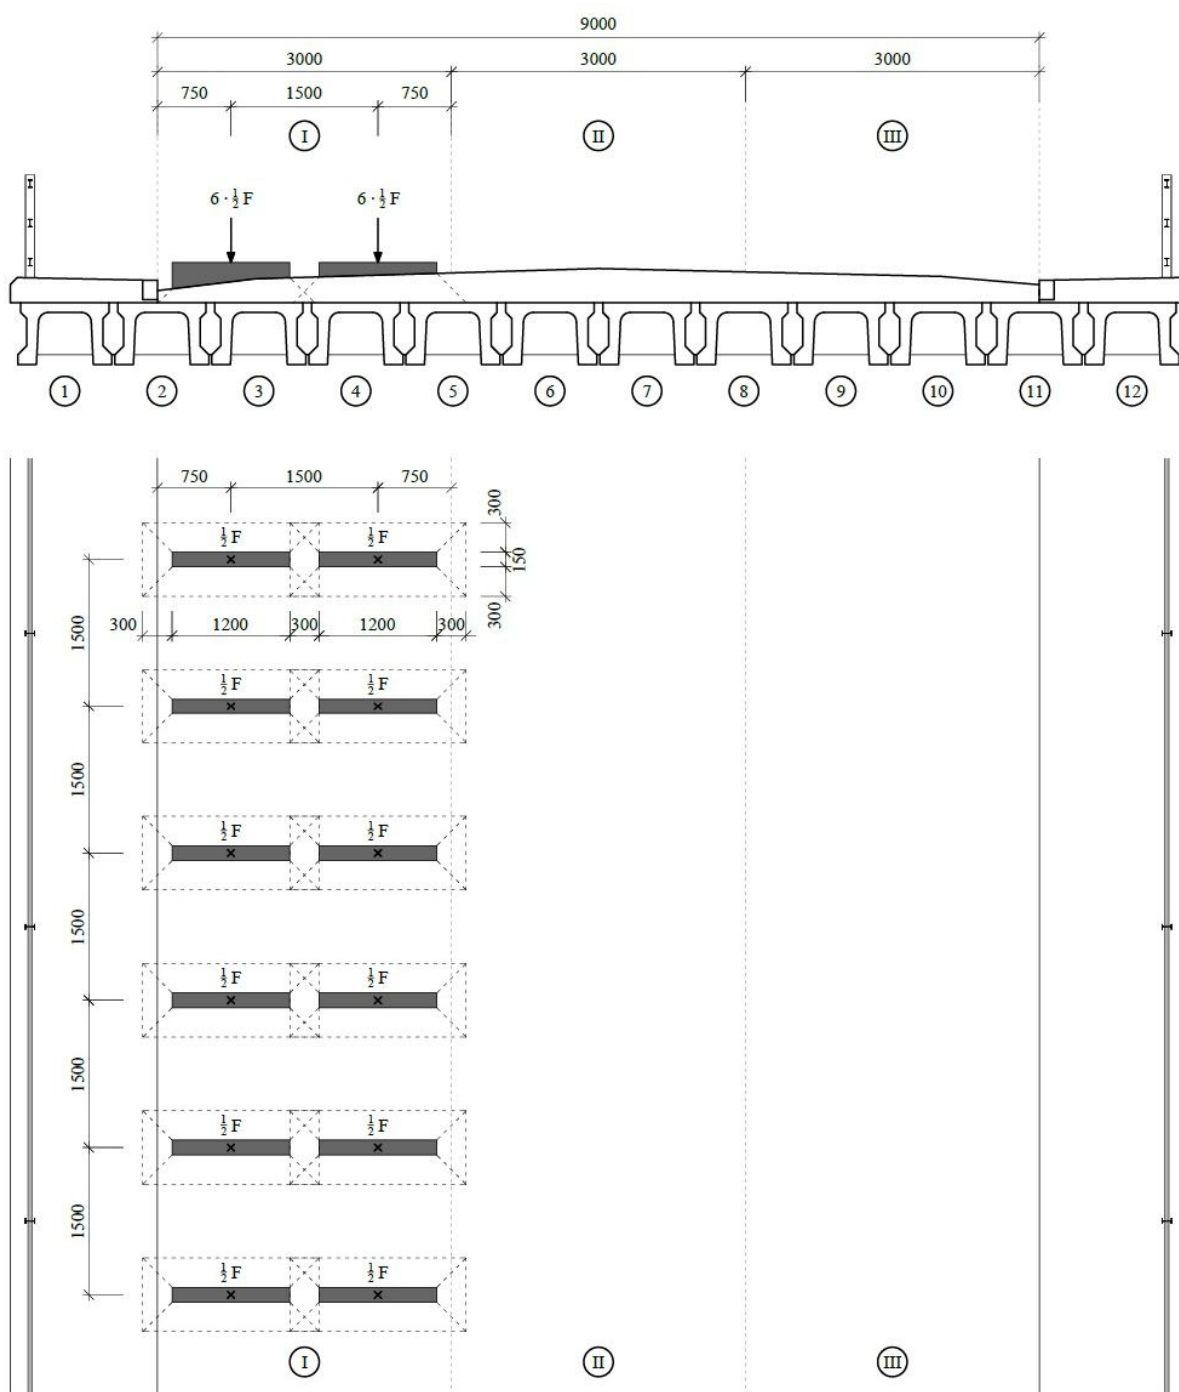 9000
3000 3000 3000
750 1500 750
I II III
6 · ½ F 6 · ½ F
1 2 3 4 5 6 7 8 9 10 11 12
750 1500 750
300
½ F ½ F
150
300
300 1200 300 1200 300
1500
½ F ½ F
1500
½ F ½ F
1500
½ F ½ F
1500
½ F ½ F
1500
½ F ½ F
I II III